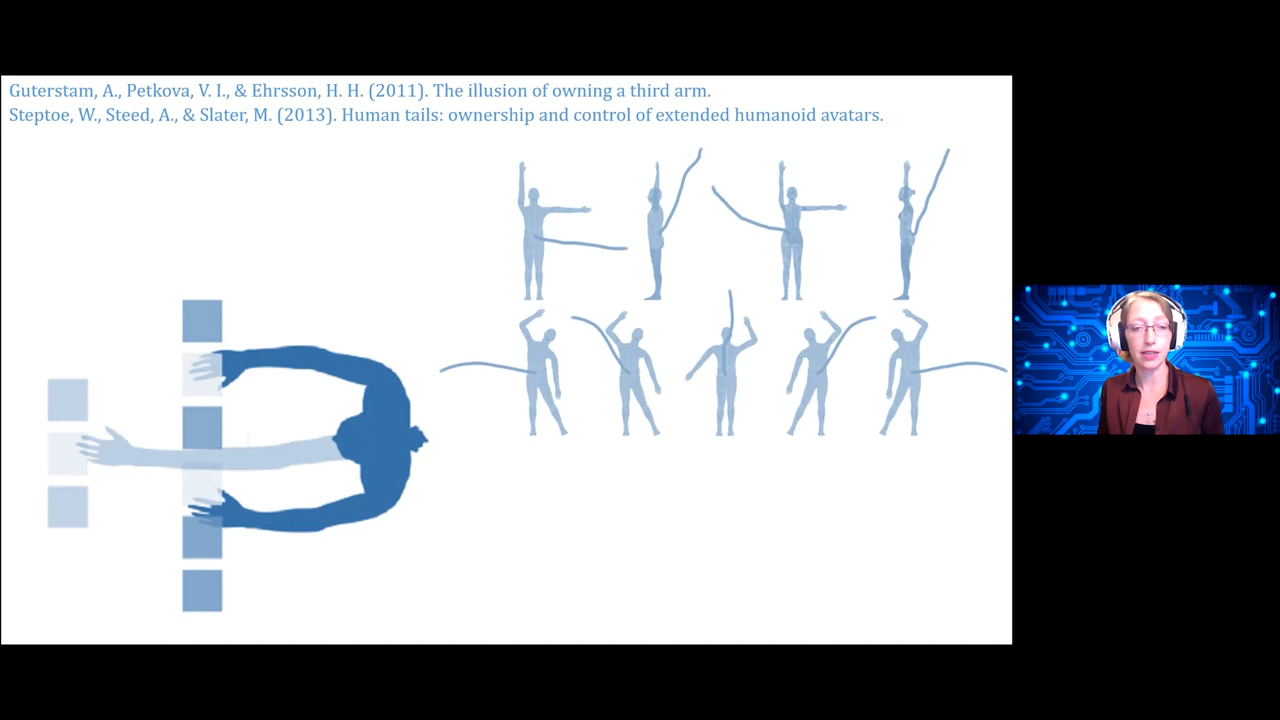 Guterstam, A., Petkova, V. I., & Ehrsson, H. H. (2011). The illusion of owning a third arm.
Steptoe, W., Steed, A., & Slater, M. (2013). Human tails: ownership and control of extended humanoid avatars.